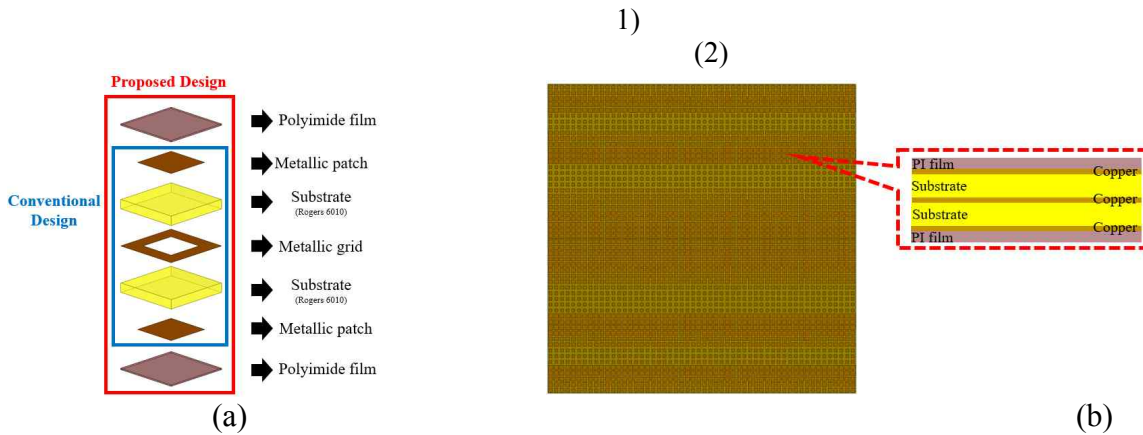 1)
(2)
Proposed Design
Polyimide film
Metallic patch
Conventional
Design
Substrate
(Rogers 6010)
Metallic grid
Substrate
(Rogers 6010)
Metallic patch
Polyimide film
(a)
PI film
Copper
Substrate
Copper
Substrate
Copper
PI film
(b)